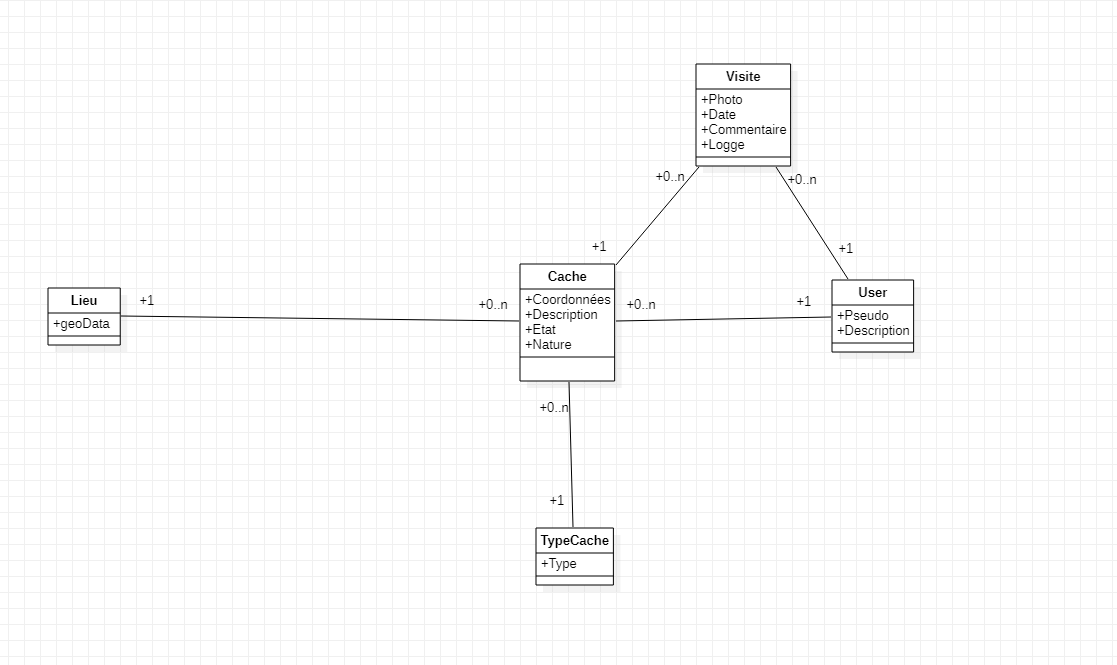 Visite
+Photo
+Date
+Commentaire
+Logge
+0..n
+0..n
+1
+1
Cache
+Coordonnées
+Description
+Etat
+Nature
User
+Pseudo
+Description
Lieu
+geoData
+1
+0..n
+0..n
+1
+0..n
+1
TypeCache
+Type